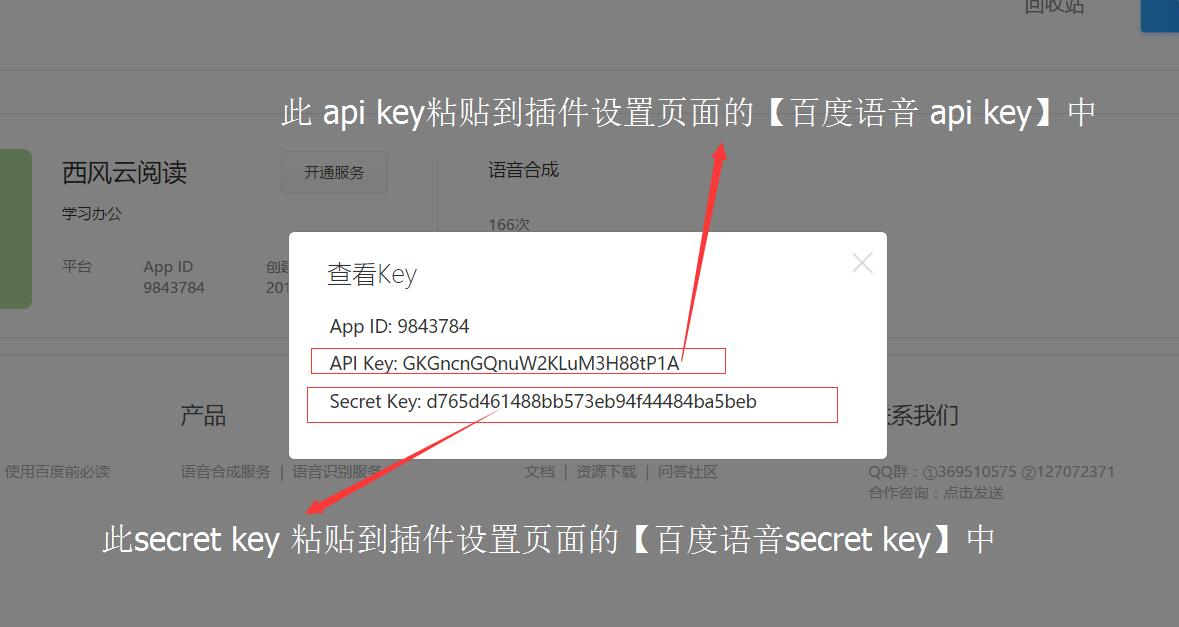 回收站
此 api key粘贴到插件设置页面的【百度语音 api key】中
西风云阅读
开通服务
语音合成
学习办公
166次
平台
App ID
创建
9843784
201
查看Key
App ID: 9843784
API Key: GKGncnGQnuW2KLuM3H88tP1A
Secret Key: d765d461488bb573eb94f44484ba5beb
产品
系我们
使用百度前必读
语音合成服务 | 语音识别服务
文档 | 资源下载 | 问答社区
QQ群：①369510575 ②127072371
合作咨询：点击发送
此secret key 粘贴到插件设置页面的【百度语音secret key】中